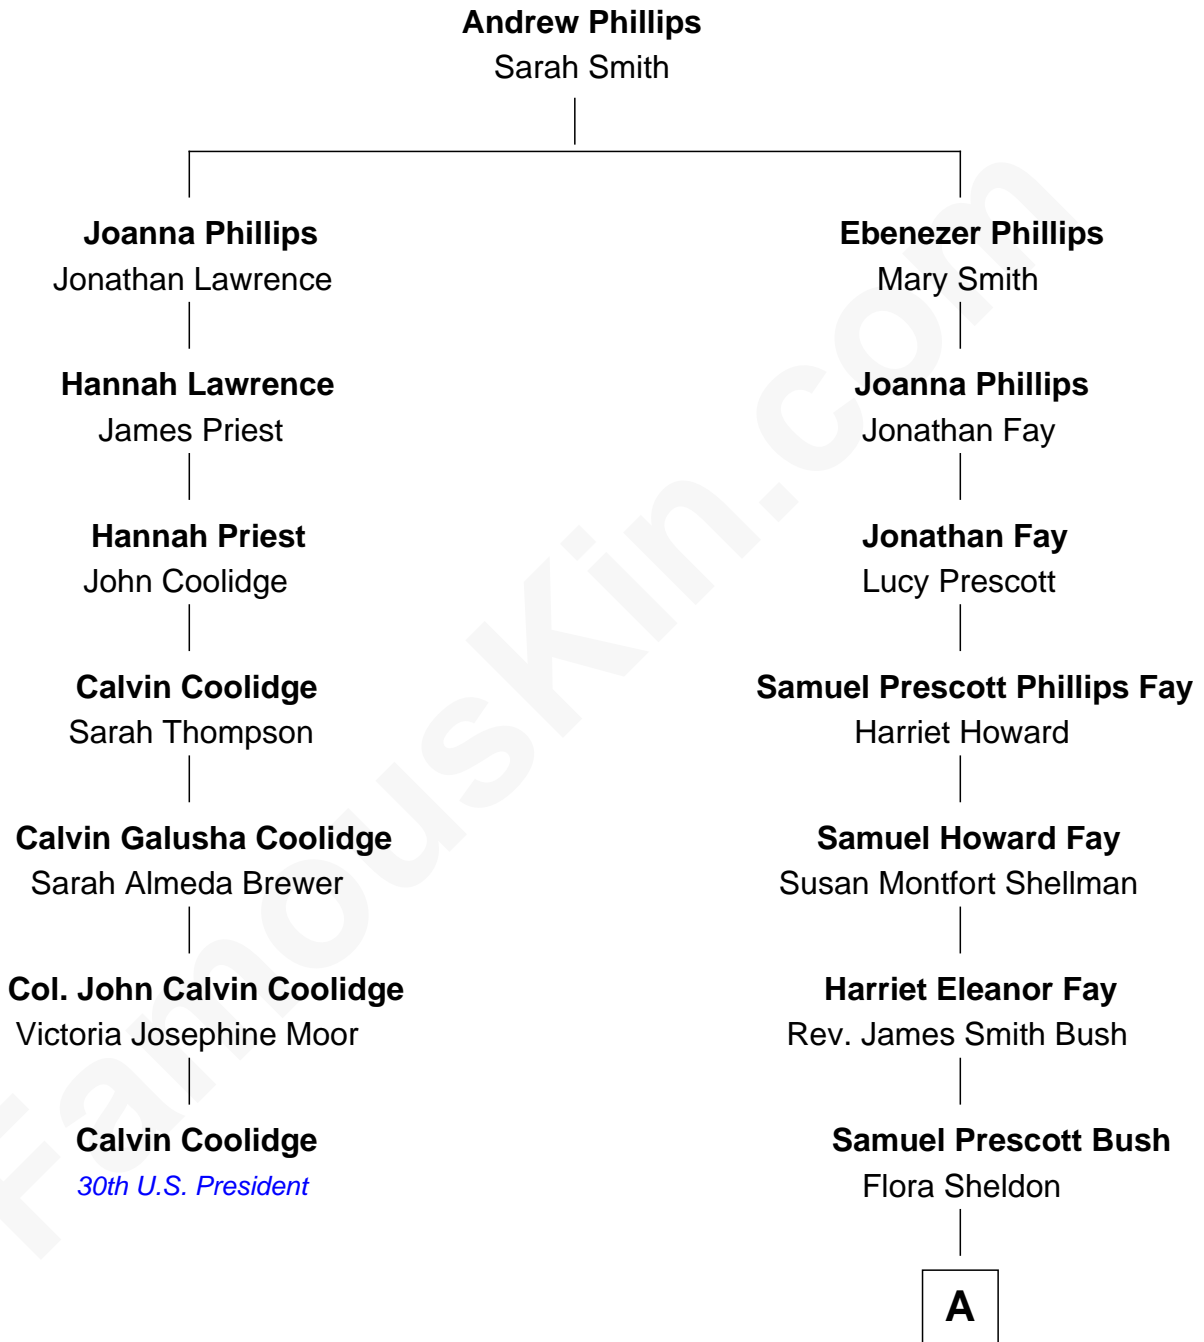 Andrew Phillips
Sarah Smith
Joanna Phillips
Jonathan Lawrence
Hannah Lawrence
James Priest
Hannah Priest
John Coolidge
Calvin Coolidge
Sarah Thompson
Calvin Galusha Coolidge
Sarah Almeda Brewer
Col. John Calvin Coolidge
Victoria Josephine Moor
Calvin Coolidge
30th U.S. President
Ebenezer Phillips
Mary Smith
Joanna Phillips
Jonathan Fay
Jonathan Fay
Lucy Prescott
Samuel Prescott Phillips Fay
Harriet Howard
Samuel Howard Fay
Susan Montfort Shellman
Harriet Eleanor Fay
Rev. James Smith Bush
Samuel Prescott Bush
Flora Sheldon
A
FamousKin.com